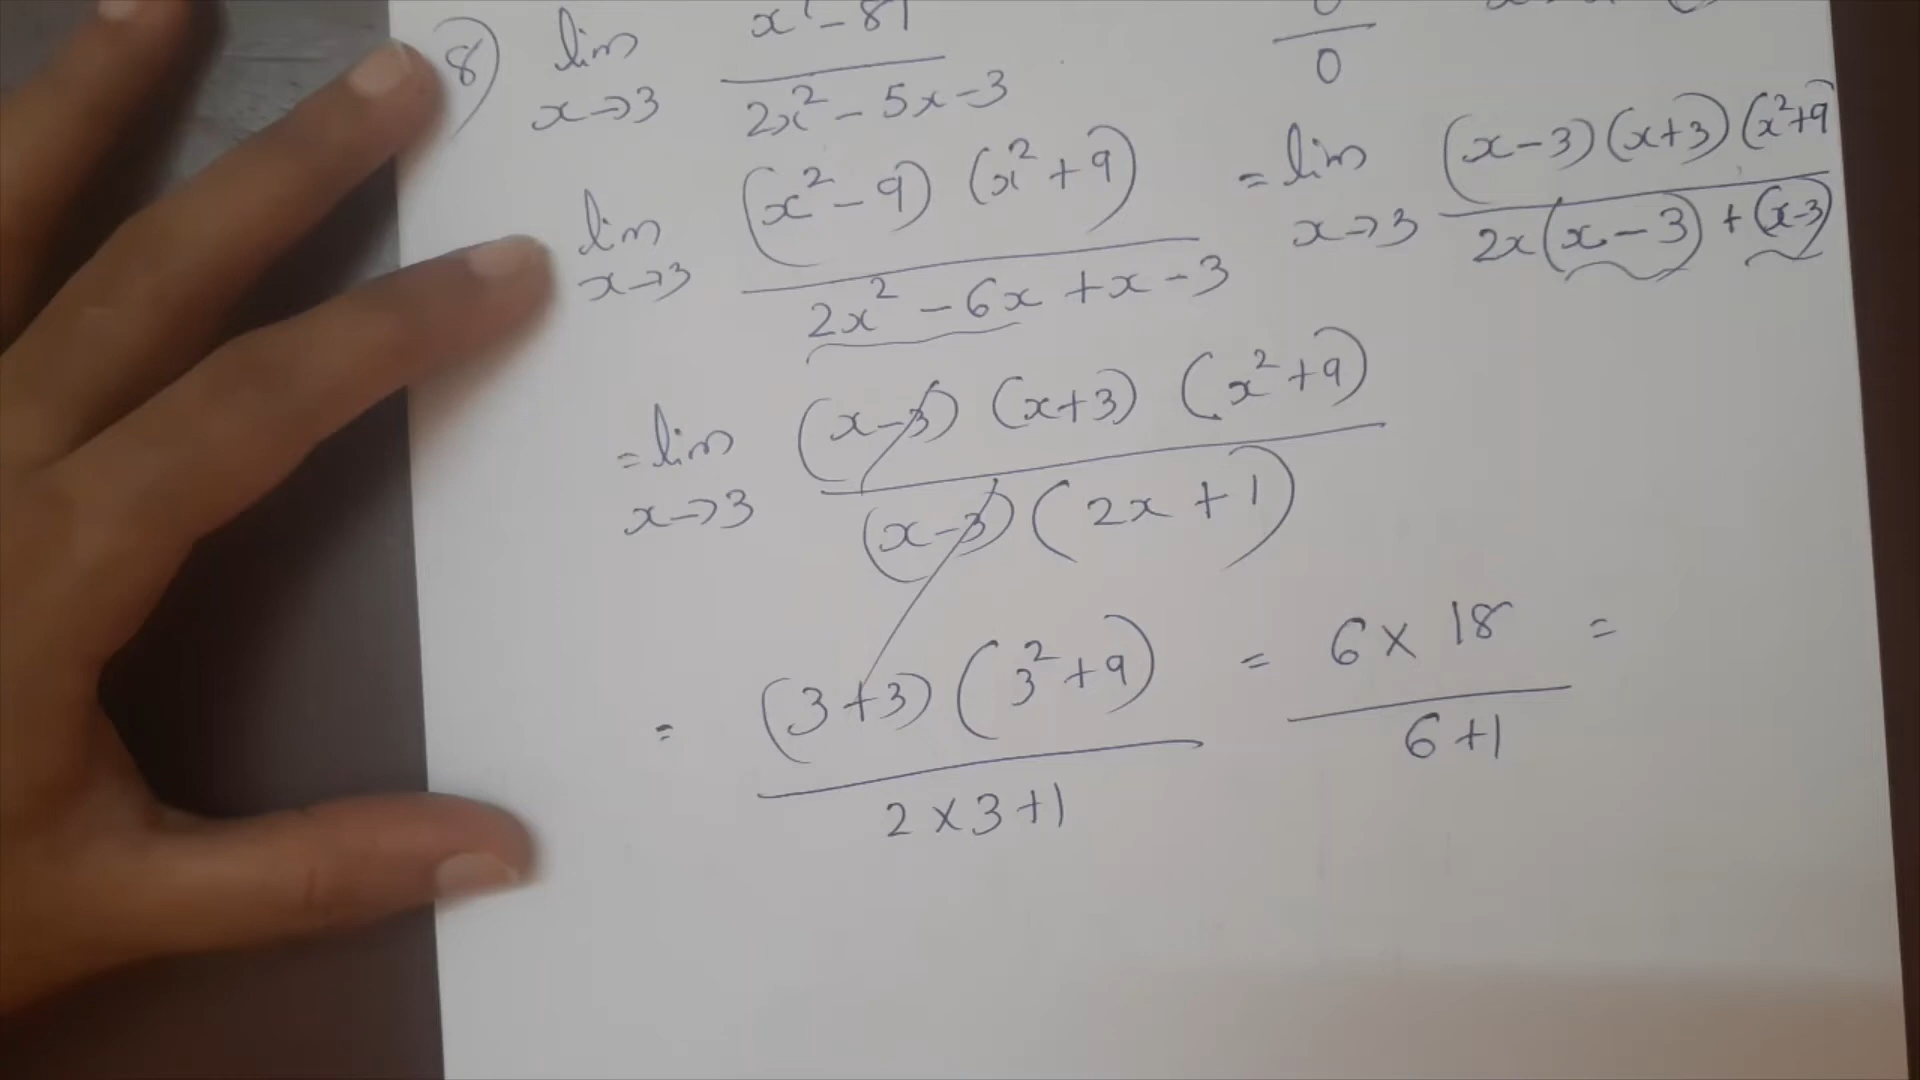 8) lim x→3 x⁴ - 81 / 2x² - 5x - 3
0/0
lim x→3 (x² - 9) (x² + 9) / 2x² - 6x + x - 3
= lim x→3 (x-3)(x+3)(x²+9 / 2x(x-3) + (x-3)
= lim x→3 (x-3) (x+3) (x²+9) / (x-3) (2x + 1)
= (3+3) (3²+9) / 2 × 3 + 1 = 6 × 18 / 6 + 1 =